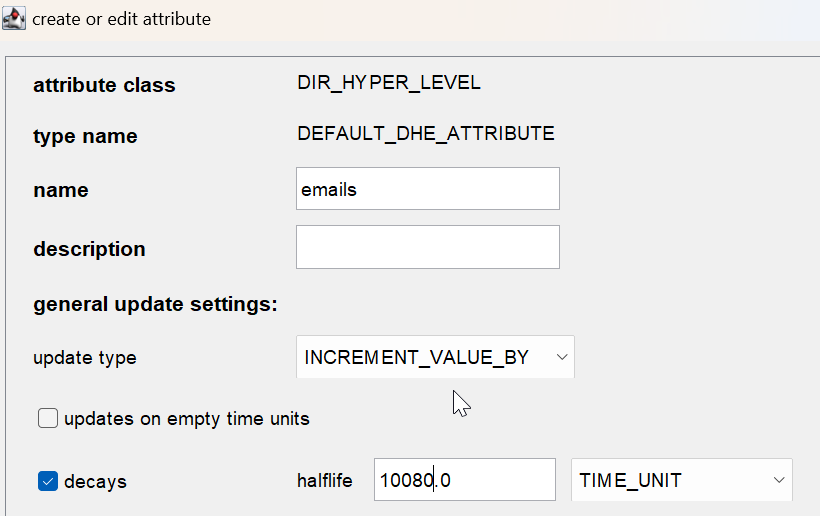 create or edit attribute
attribute class DIR_HYPER_LEVEL
type name DEFAULT_DHE_ATTRIBUTE
name emails
description
general update settings:
update type INCREMENT_VALUE_BY
updates on empty time units
decays halflife 10080.0 TIME_UNIT